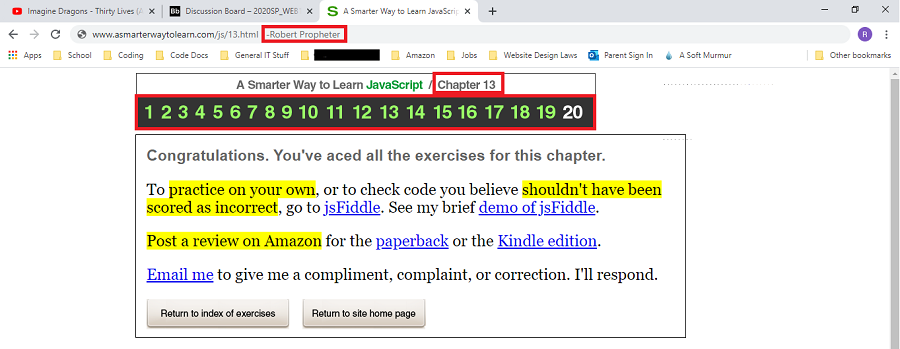 Imagine Dragons - Thirty Lives (A
Bb Discussion Board – 2020SP_WEB
S A Smarter Way to Learn JavaScrip
www.asmarterwaytolearn.com/js/13.html -Robert Propheter
R
Apps School Coding Code Docs General IT Stuff Amazon Jobs Website Design Laws Parent Sign In A Soft Murmur Other bookmarks
A Smarter Way to Learn JavaScript / Chapter 13
1 2 3 4 5 6 7 8 9 10 11 12 13 14 15 16 17 18 19 20
Congratulations. You've aced all the exercises for this chapter.
To practice on your own, or to check code you believe shouldn't have been
scored as incorrect, go to jsFiddle. See my brief demo of jsFiddle.
Post a review on Amazon for the paperback or the Kindle edition.
Email me to give me a compliment, complaint, or correction. I'll respond.
Return to index of exercises Return to site home page